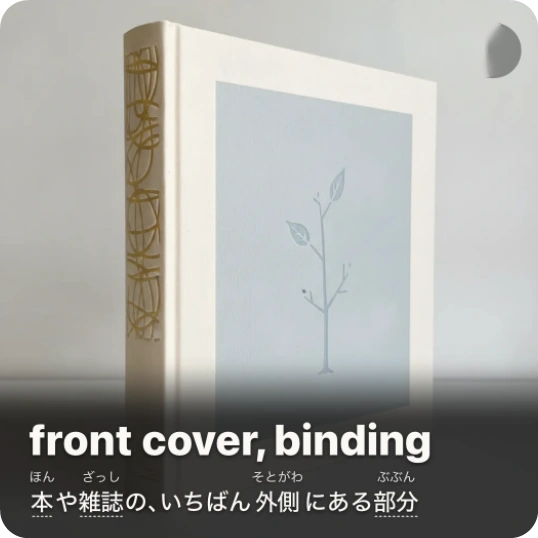 front cover, binding
ほん ざっし そとがわ ぶぶん
本や雑誌の、いちばん外側にある部分